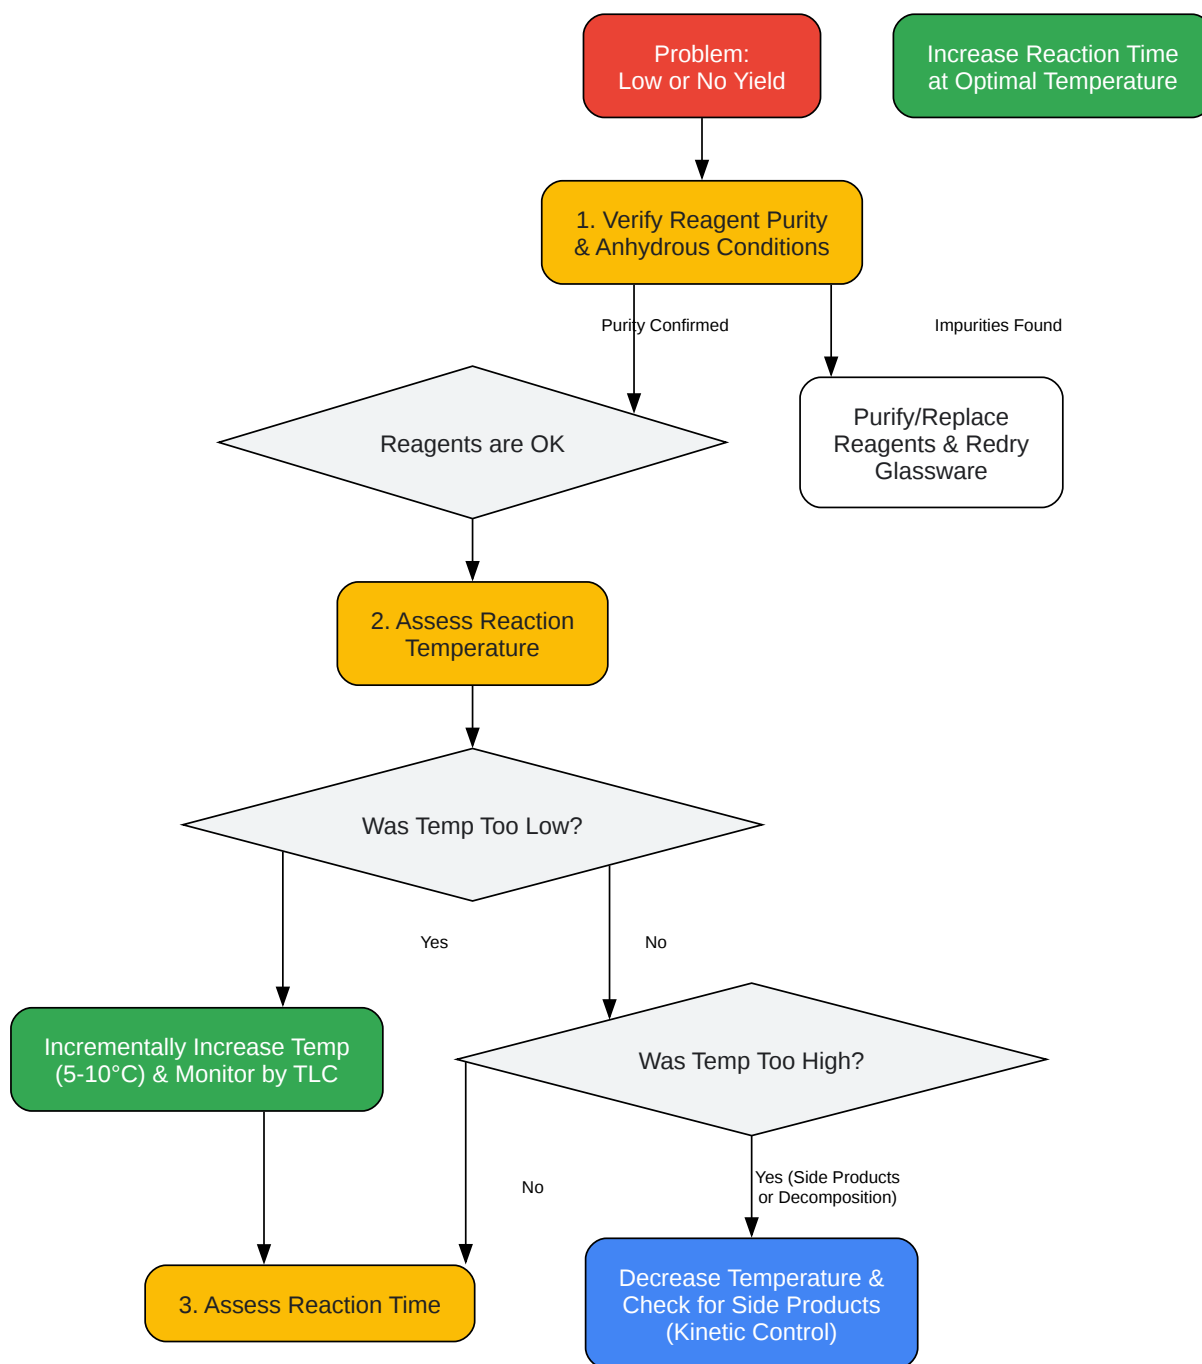 Problem:
Low or No Yield
Increase Reaction Time
at Optimal Temperature
1. Verify Reagent Purity
& Anhydrous Conditions
Purity Confirmed
Impurities Found
Reagents are OK
Purify/Replace
Reagents & Redry
Glassware
2. Assess Reaction
Temperature
Was Temp Too Low?
Yes
No
Incrementally Increase Temp
(5-10°C) & Monitor by TLC
Was Temp Too High?
No
Yes (Side Products
or Decomposition)
3. Assess Reaction Time
Decrease Temperature &
Check for Side Products
(Kinetic Control)